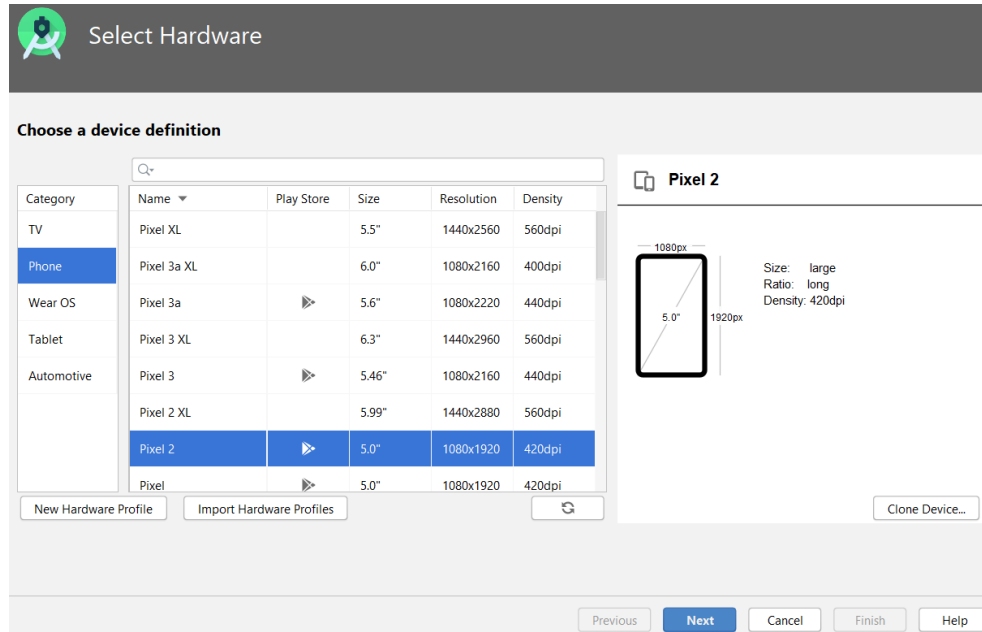 Select Hardware
Choose a device definition
Category
TV
Phone
Wear OS
Tablet
Automotive
Name Play Store Size Resolution Density
Pixel XL 5.5" 1440x2560 560dpi
Pixel 3a XL 6.0" 1080x2160 400dpi
Pixel 3a 5.6" 1080x2220 440dpi
Pixel 3 XL 6.3" 1440x2960 560dpi
Pixel 3 5.46" 1080x2160 440dpi
Pixel 2 XL 5.99" 1440x2880 560dpi
Pixel 2 5.0" 1080x1920 420dpi
Pixel 5.0" 1080x1920 420dpi
New Hardware Profile Import Hardware Profiles
Pixel 2
1080px
5.0"
1920px
Size: large
Ratio: long
Density: 420dpi
Clone Device...
Previous Next Cancel Finish Help